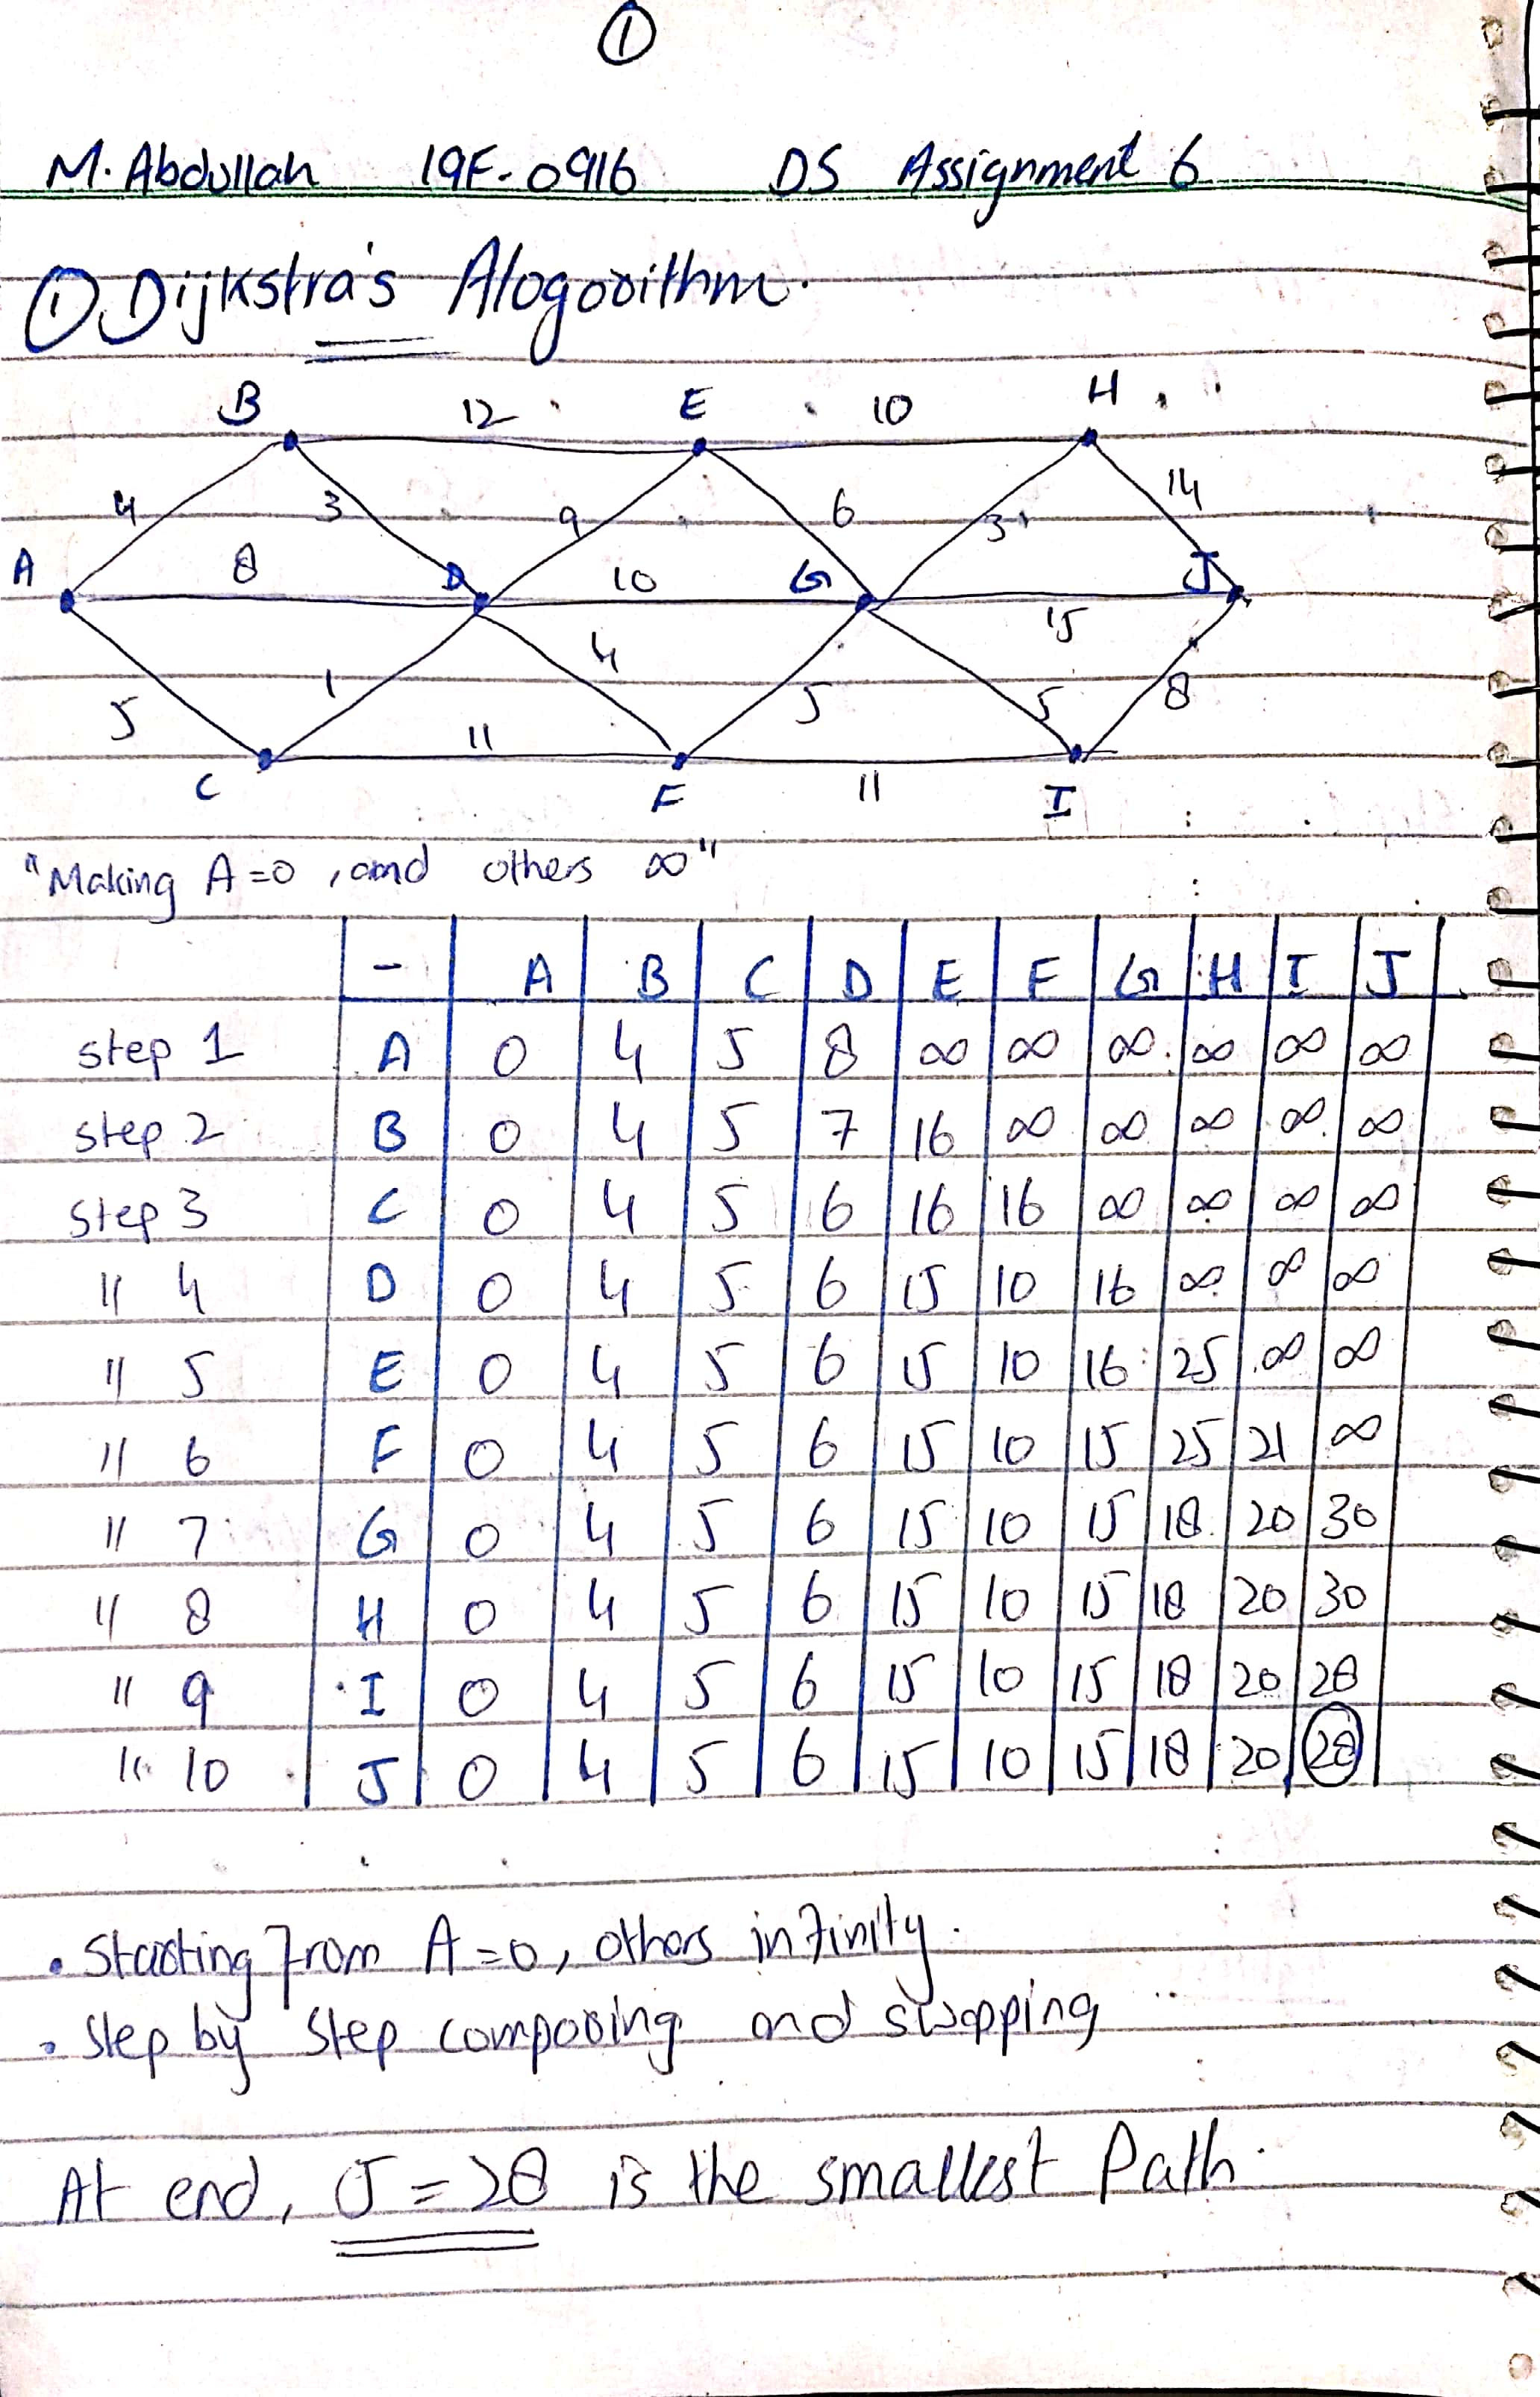 ①
M. Abdullah 19F-0916 DS Assignment 6
① Dijkstra's Alogorithm.
B 12 E 10 H
4 3 9 6 3 14
A 8 D 10 G 15 J
5 1 4 5 5 8
C 11 F 11 I
"Making A=0, and others ∞"
- A B C D E F G H I J
step 1 A 0 4 5 8 ∞ ∞ ∞ ∞ ∞ ∞
step 2 B 0 4 5 7 16 ∞ ∞ ∞ ∞ ∞
step 3 C 0 4 5 6 16 16 ∞ ∞ ∞ ∞
" 4 D 0 4 5 6 15 10 16 ∞ ∞ ∞
" 5 E 0 4 5 6 15 10 16 25 ∞ ∞
" 6 F 0 4 5 6 15 10 15 25 21 ∞
" 7 G 0 4 5 6 15 10 15 18 20 30
" 8 H 0 4 5 6 15 10 15 18 20 30
" 9 I 0 4 5 6 15 10 15 18 20 28
" 10 J 0 4 5 6 15 10 15 18 20 28
• Starting from A=0, others infinity.
• Step by step comparing and swapping
At end, J = 28 is the smallest Path.